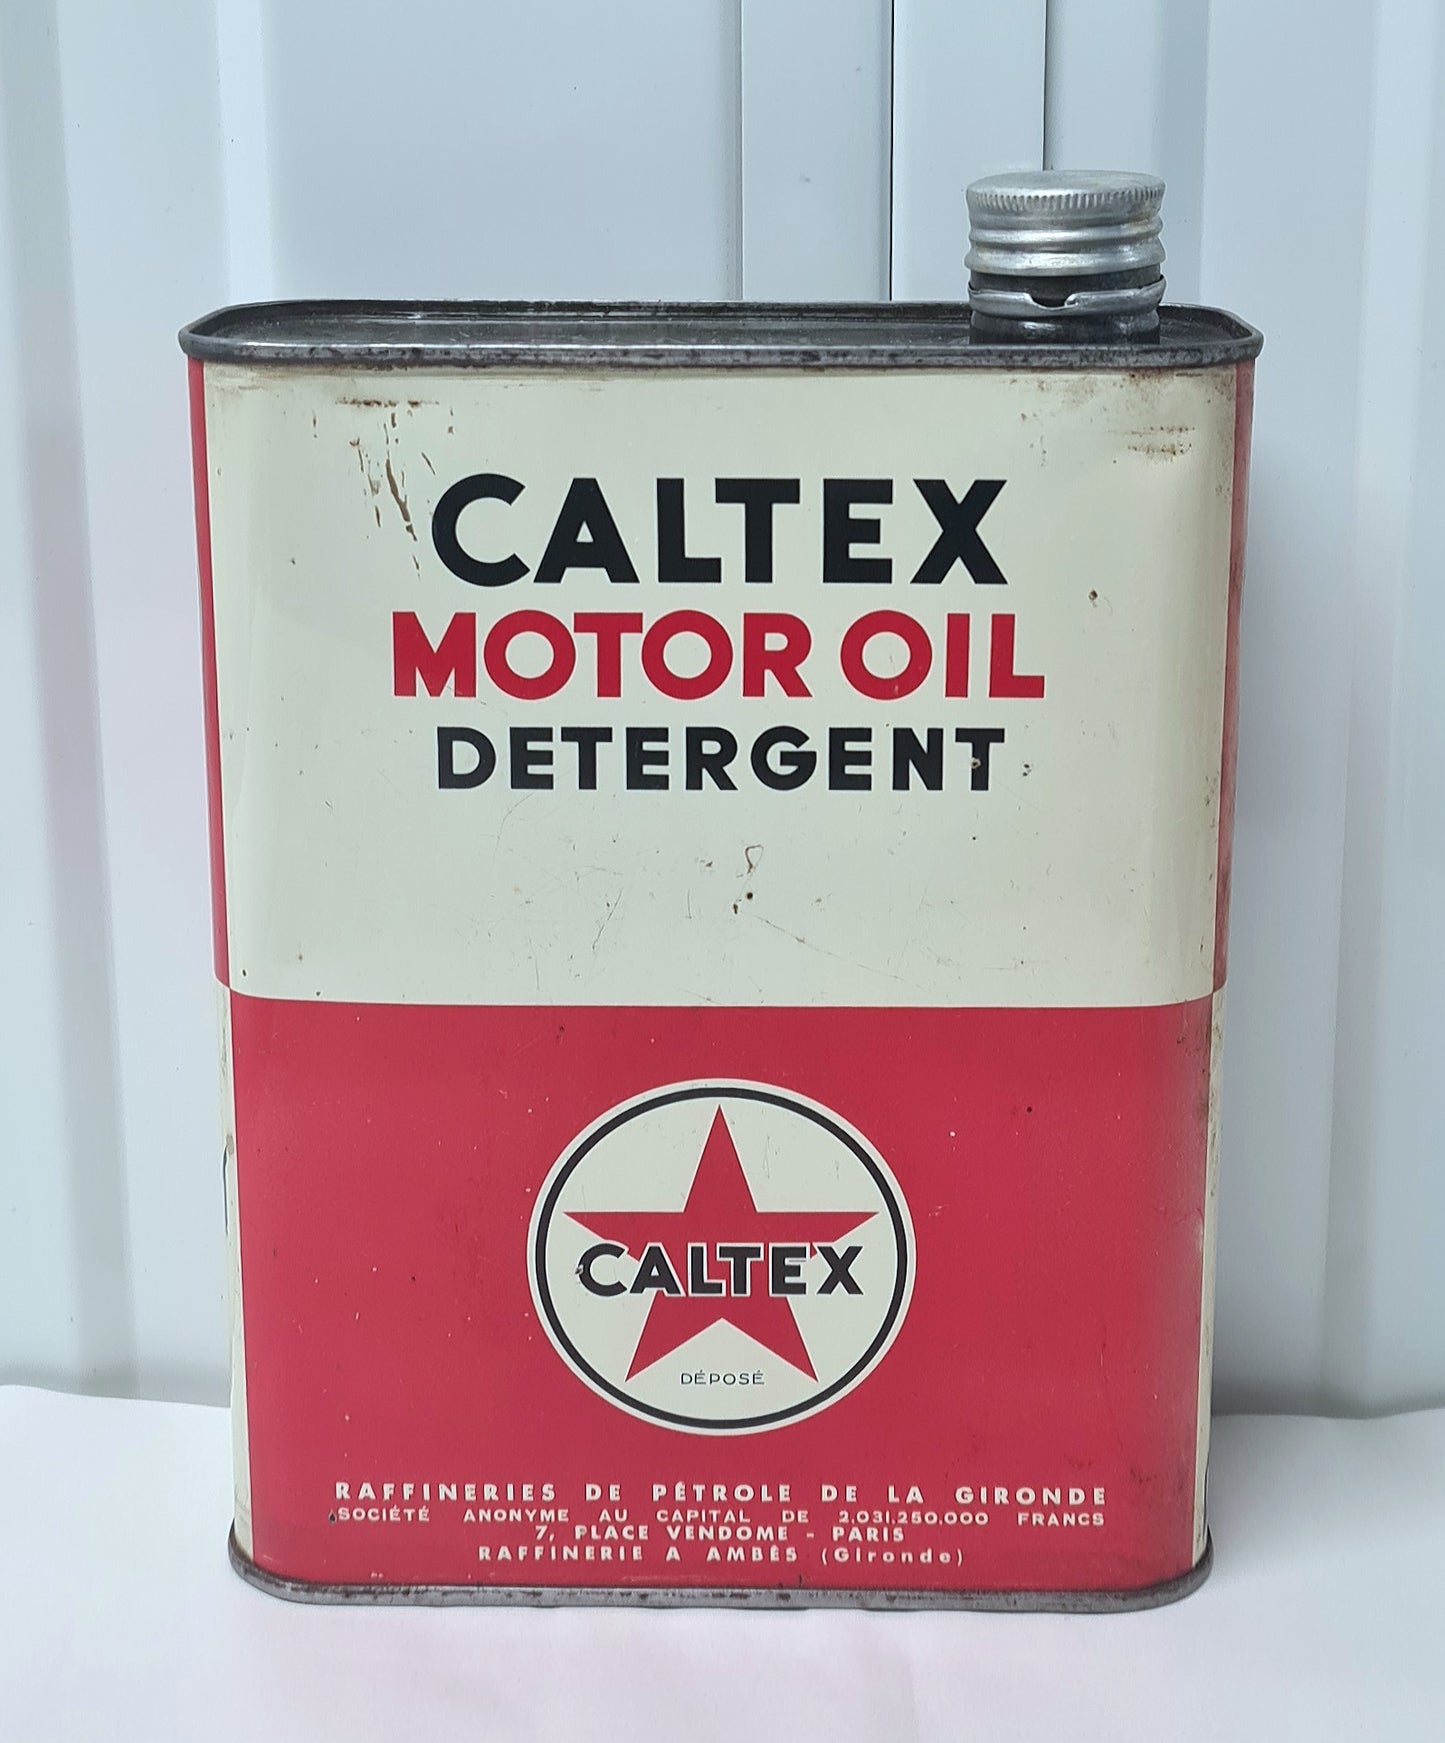 CALTEX
MOTOR OIL
DETERGENT
CALTEX
DÉPOSÉ
RAFFINERIES DE PÉTROLE DE LA GIRONDE
SOCIÉTÉ ANONYME AU CAPITAL DE 2.031.250.000 FRANCS
7, PLACE VENDOME - PARIS
RAFFINERIE A AMBÈS (Gironde)